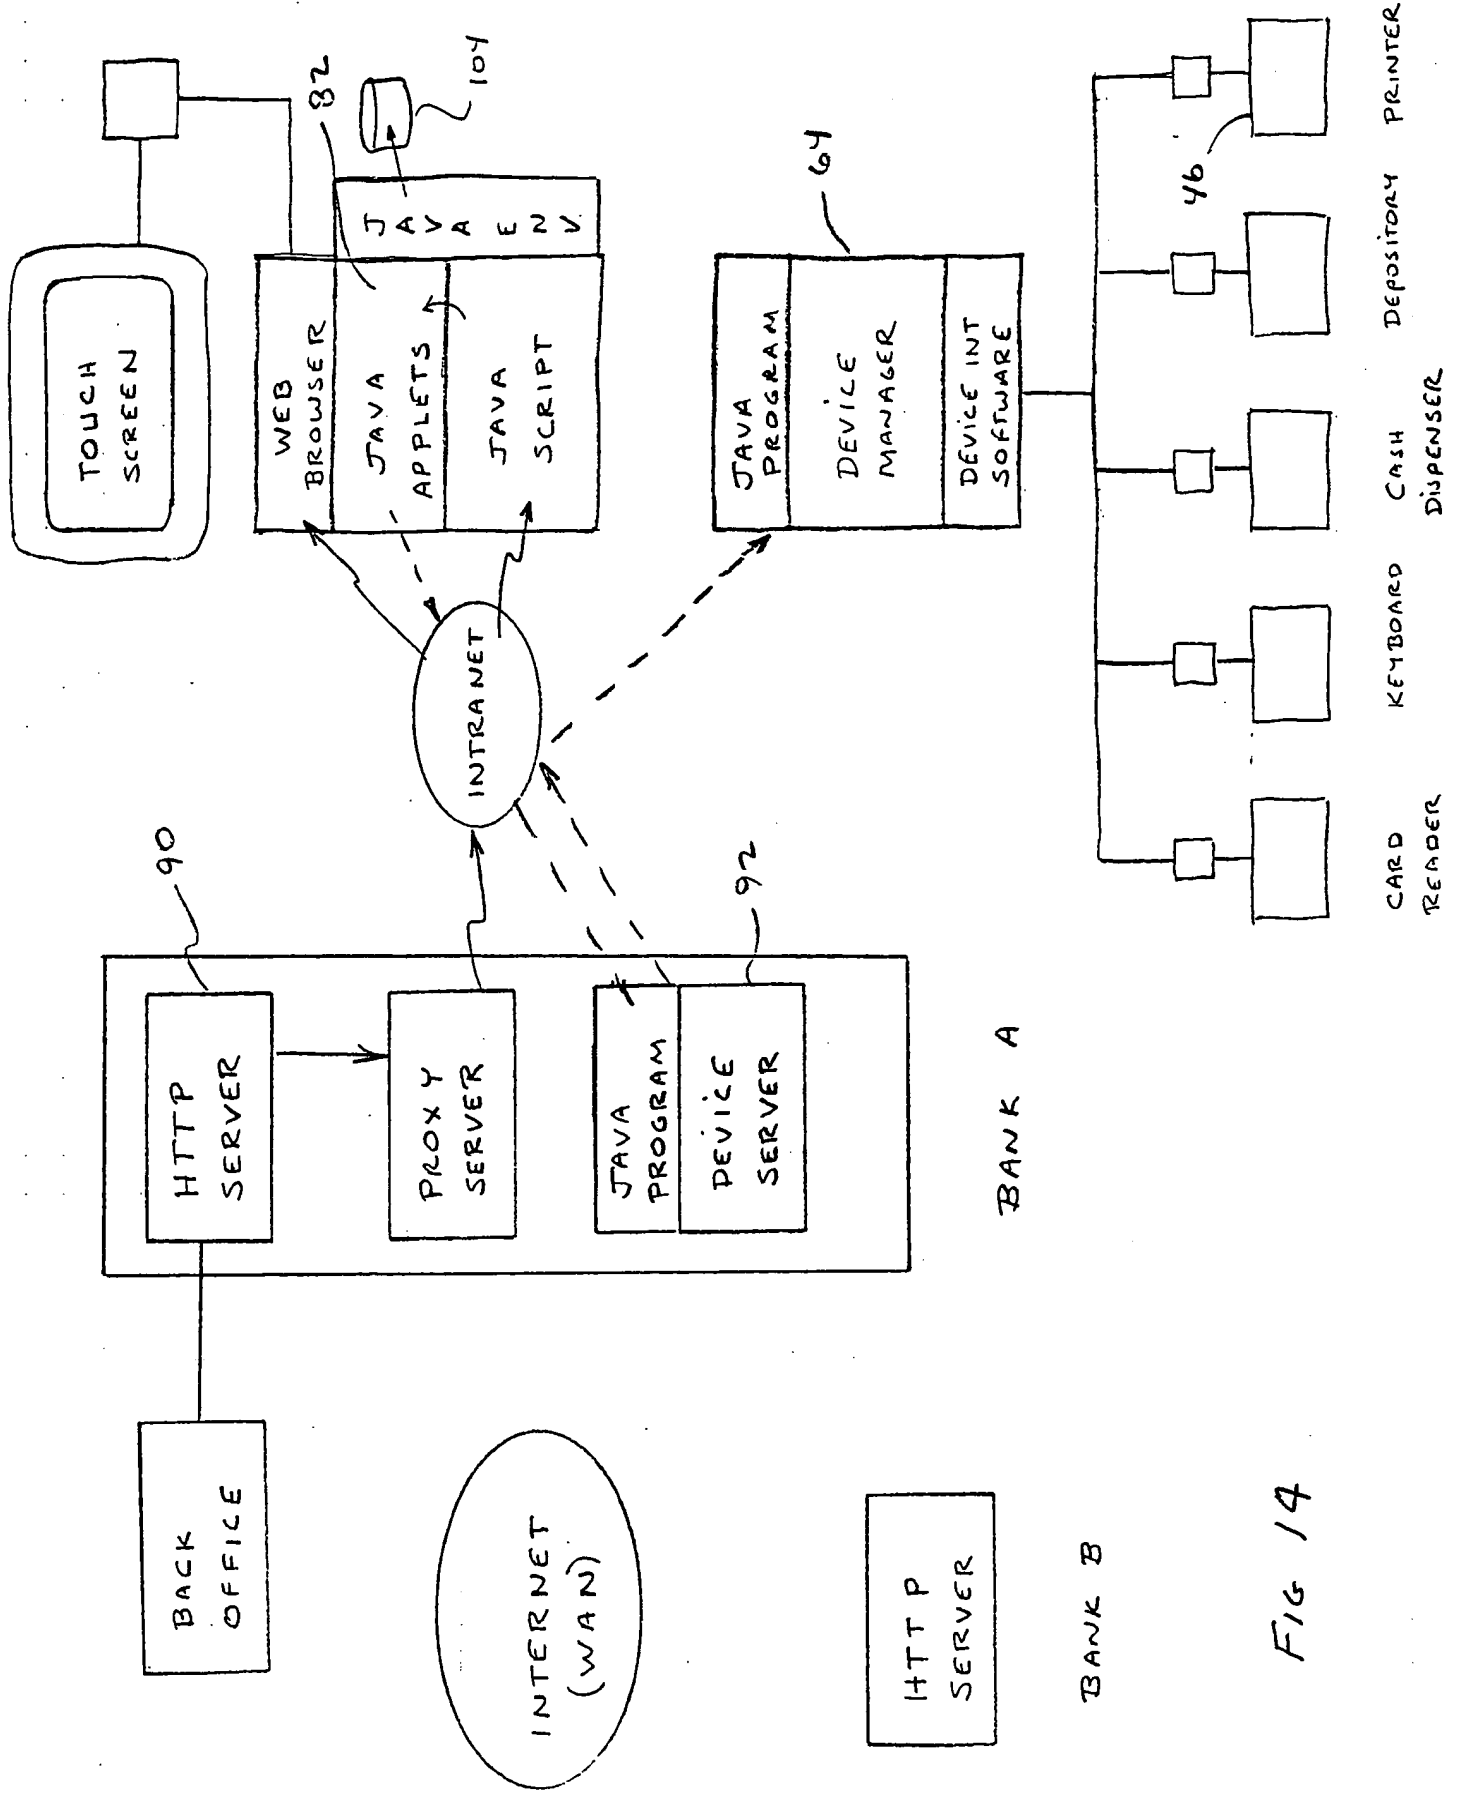 BACK
OFFICE
INTERNET
(WAN)
HTTP
SERVER
BANK B
FIG 14
90
HTTP
SERVER
PROXY
SERVER
JAVA
PROGRAM
DEVICE
SERVER
92
BANK A
INTRANET
TOUCH
SCREEN
WEB
BROWSER
JAVA
APPLETS
JAVA
SCRIPT
JAVA ENV
82
104
JAVA
PROGRAM
DEVICE
MANAGER
DEVICE INT
SOFTWARE
64
46
CARD
READER
KEYBOARD
CASH
DISPENSER
DEPOSITORY
PRINTER